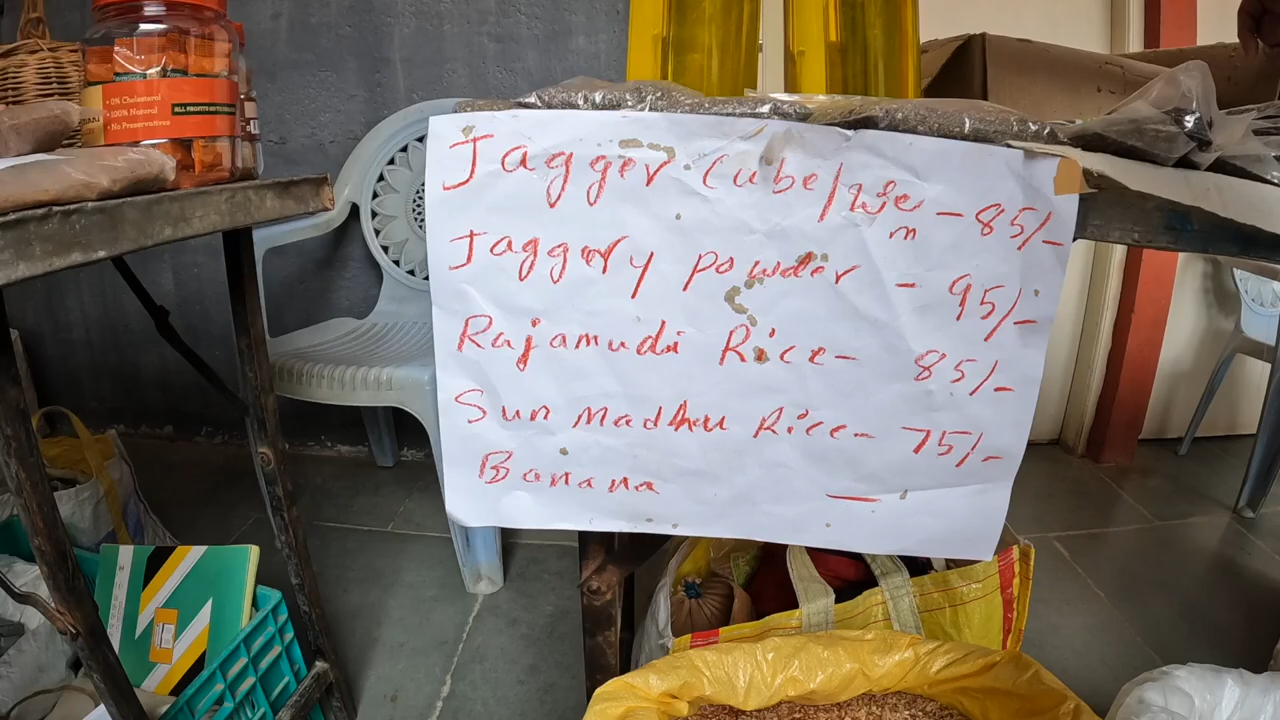 • 0% Cholesterol
• 100% Natural
• No Preservatives
Jagger Cube/
- 85/-
Jaggery powder - 95/-
Rajamudi Rice- 85/-
Sun Madhu Rice- 75/-
Banana —